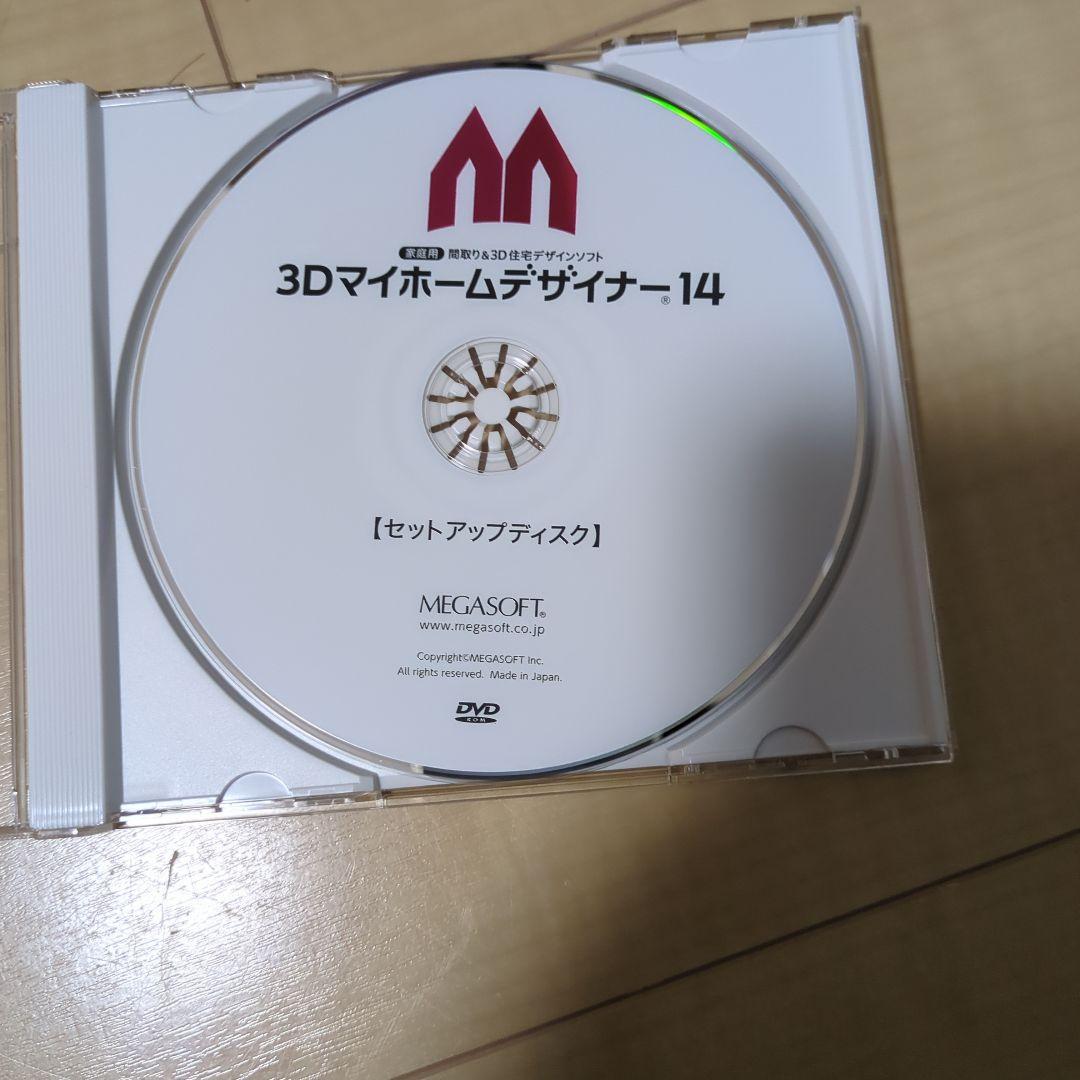 家庭用 間取り&3D住宅デザインソフト
3Dマイホームデザイナー®14
【セットアップディスク】
MEGASOFT®
www.megasoft.co.jp
Copyright©MEGASOFT Inc.
All rights reserved. Made in Japan.
DVD
ROM